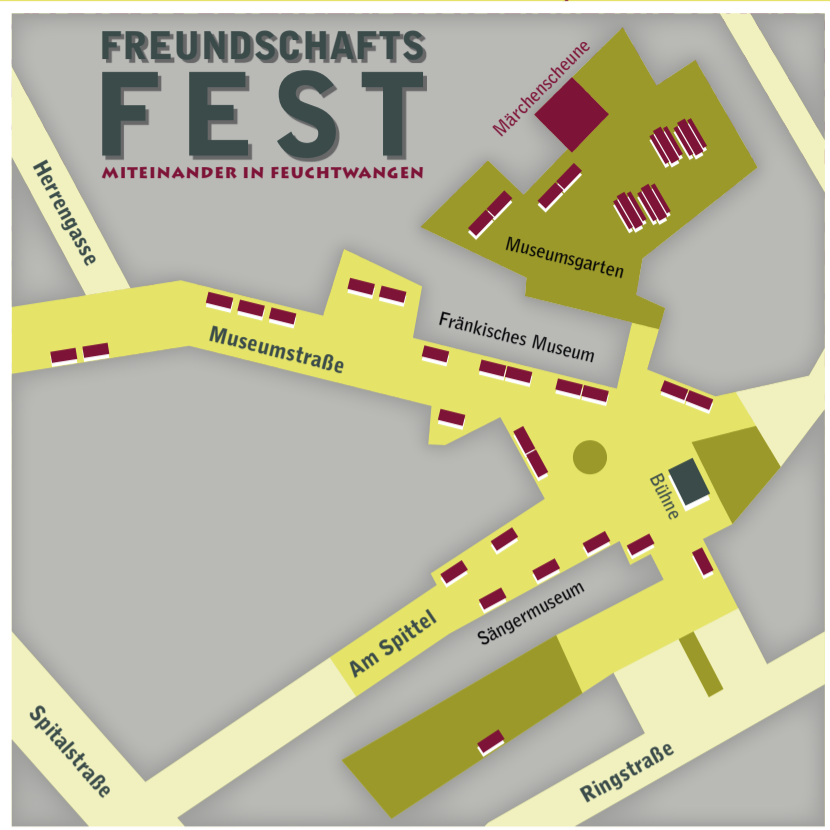 FREUNDSCHAFTS
FEST
MITEINANDER IN FEUCHTWANGEN
Märchenscheune
Herrengasse
Museumsgarten
Fränkisches Museum
Museumstraße
Bühne
Sängermuseum
Am Spittel
Spitalstraße
Ringstraße